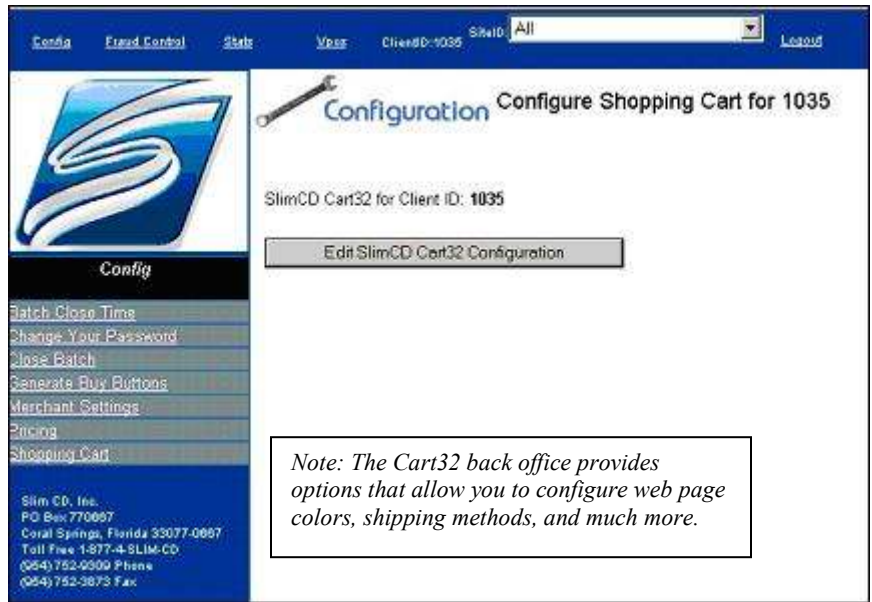 Config Fraud Control Stats Vpos ClientID:1035 SiteID: All Logout
Configuration Configure Shopping Cart for 1035
SlimCD Cart32 for Client ID: 1035
Edit SlimCD Cart32 Configuration
Config
Batch Close Time
Change Your Password
Close Batch
Generate Buy Buttons
Merchant Settings
Pricing
Shopping Cart
Note: The Cart32 back office provides
options that allow you to configure web page
colors, shipping methods, and much more.
Slim CD, Inc.
PO Box 770667
Coral Springs, Florida 33077-0667
Toll Free 1-877-4-SLIM-CD
(954) 752-9309 Phone
(954) 752-3873 Fax